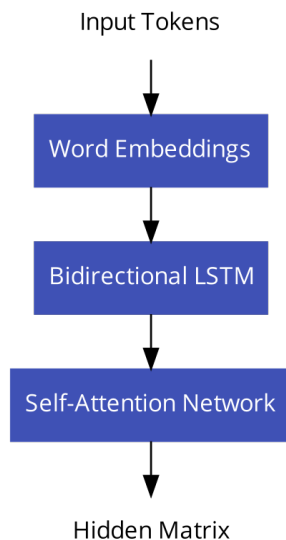 Input Tokens
Word Embeddings
Bidirectional LSTM
Self-Attention Network
Hidden Matrix